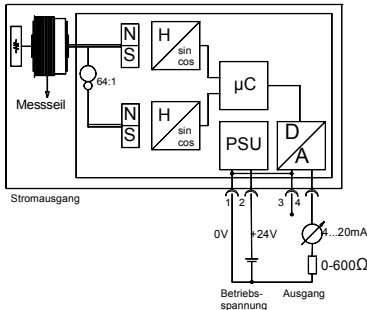 N
S
H
sin
cos
64:1
Messseil
µC
N
S
H
sin
cos
PSU
D
A
Stromausgang
1
2
3
4
0V
+24V
4...20mA
0-600Ω
Betriebs-
spannung
Ausgang